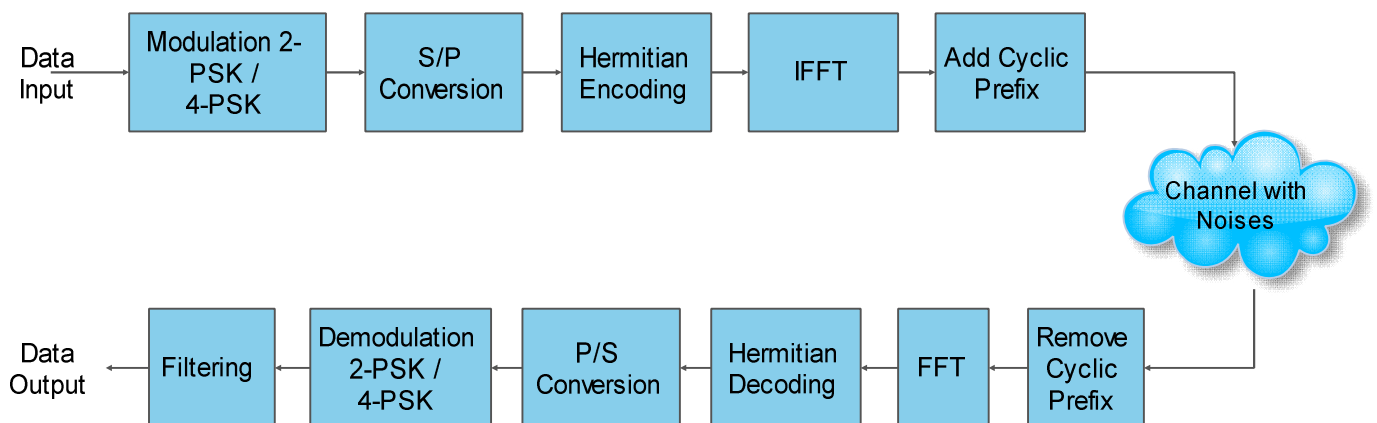 Data
Input
Modulation 2-
PSK /
4-PSK
S/P
Conversion
Hermitian
Encoding
IFFT
Add Cyclic
Prefix
Channel with
Noises
Data
Output
Filtering
Demodulation
2-PSK /
4-PSK
P/S
Conversion
Hermitian
Decoding
FFT
Remove
Cyclic
Prefix